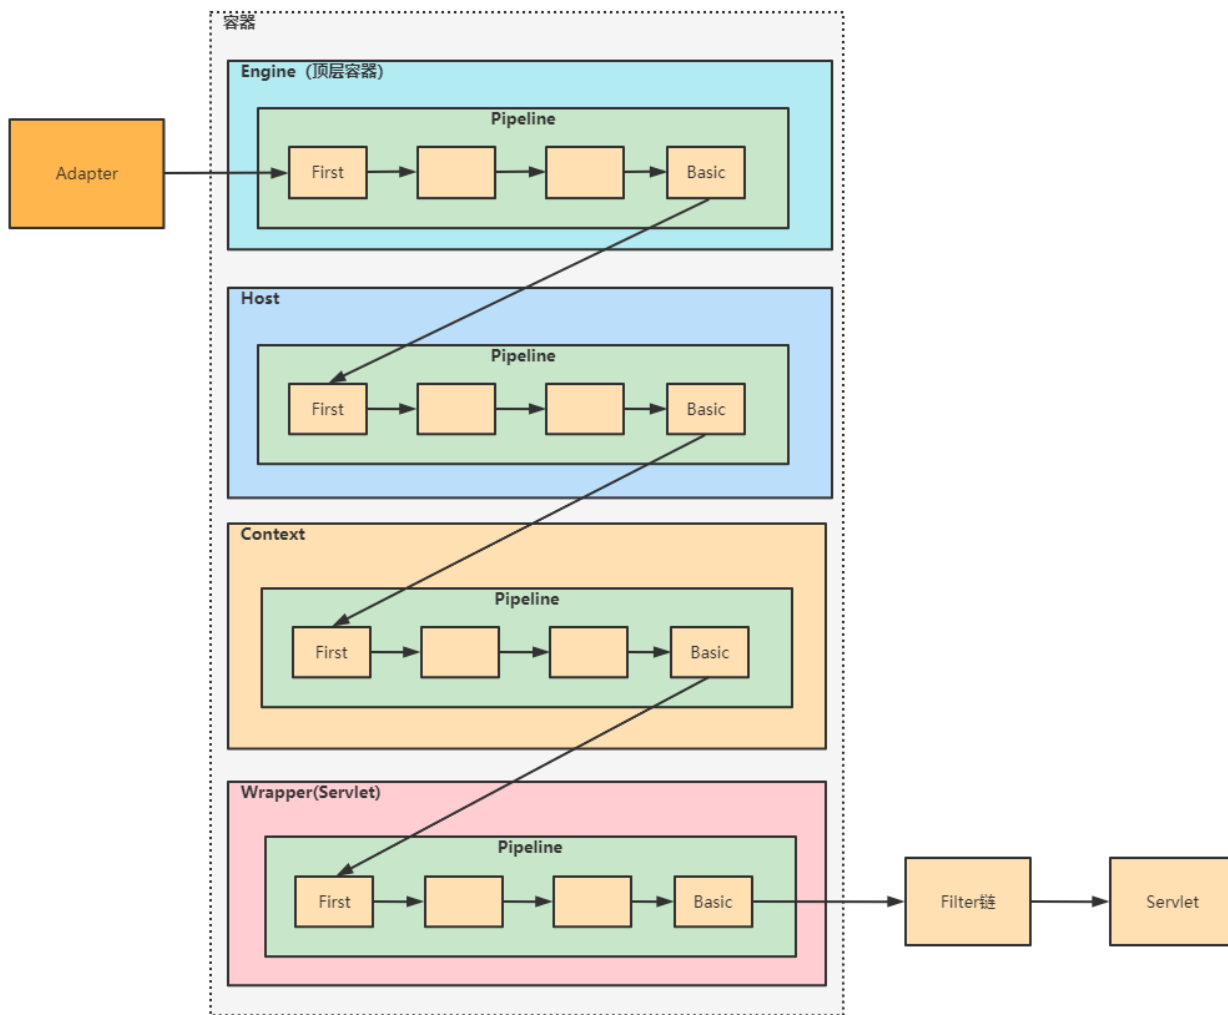 容器
Engine（顶层容器）
Pipeline
First
Basic
Adapter
Host
Pipeline
First
Basic
Context
Pipeline
First
Basic
Wrapper(Servlet)
Pipeline
First
Basic
Filter链
Servlet